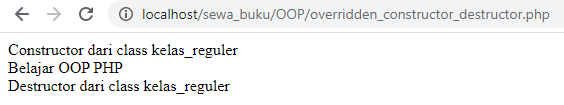 localhost/sewa_buku/OOP/overridden_constructor_destructor.php
Constructor dari class kelas_reguler
Belajar OOP PHP
Destructor dari class kelas_reguler